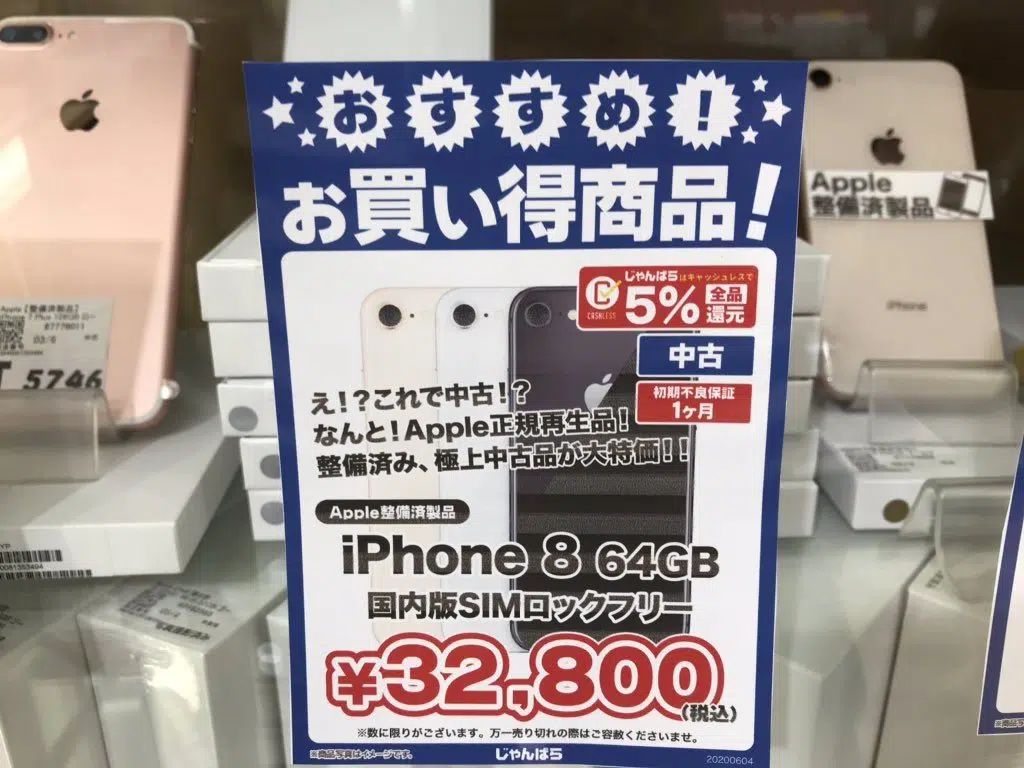 おすすめ!
お買い得商品!
じゃんぱらはキャッシュレスで
5%
全品
還元
CASHLESS
中古
初期不良保証
1ヶ月
え!?これで中古!?
なんと!Apple正規再生品!
整備済み、極上中古品が大特価!!
Apple整備済製品
iPhone 8 64GB
国内版SIMロックフリー
¥32,800
(税込)
※数に限りがございます。万一売り切れの際はご容赦くださいませ。
※商品写真はイメージです。
じゃんぱら
20200604
Apple
整備済製品
iPhone
5746